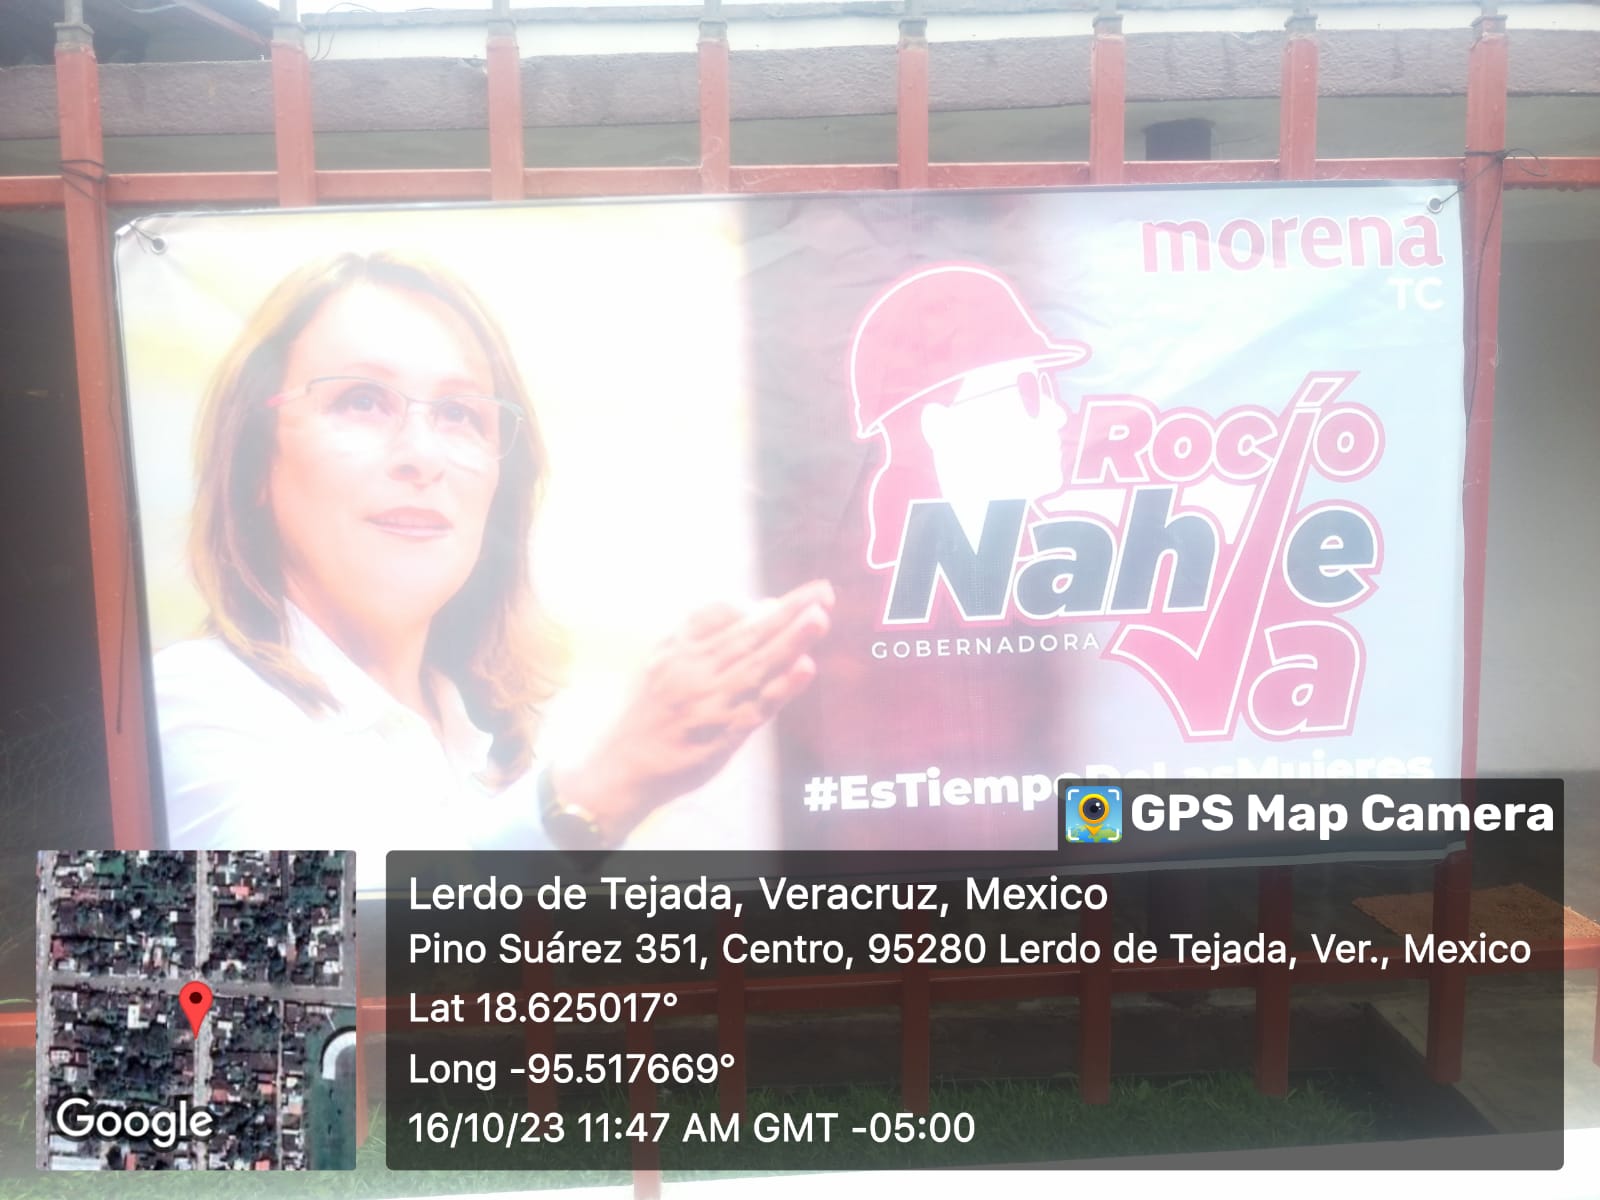 morena
TC
Rocío
Nahle
GOBERNADORA
Va
#EsTiempoDeLasMujeres
GPS Map Camera
Lerdo de Tejada, Veracruz, Mexico
Pino Suárez 351, Centro, 95280 Lerdo de Tejada, Ver., Mexico
Lat 18.625017°
Long -95.517669°
16/10/23 11:47 AM GMT -05:00
Google